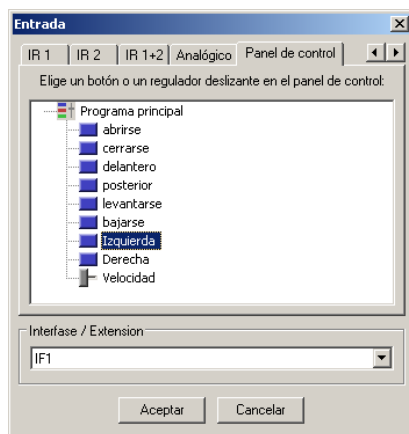 Entrada
IR 1 IR 2 IR 1+2 Analógico Panel de control
Elige un botón o un regulador deslizante en el panel de control:
Programa principal
abrirse
cerrarse
delantero
posterior
levantarse
bajarse
Izquierda
Derecha
Velocidad
Interfase / Extension
IF1
Aceptar Cancelar